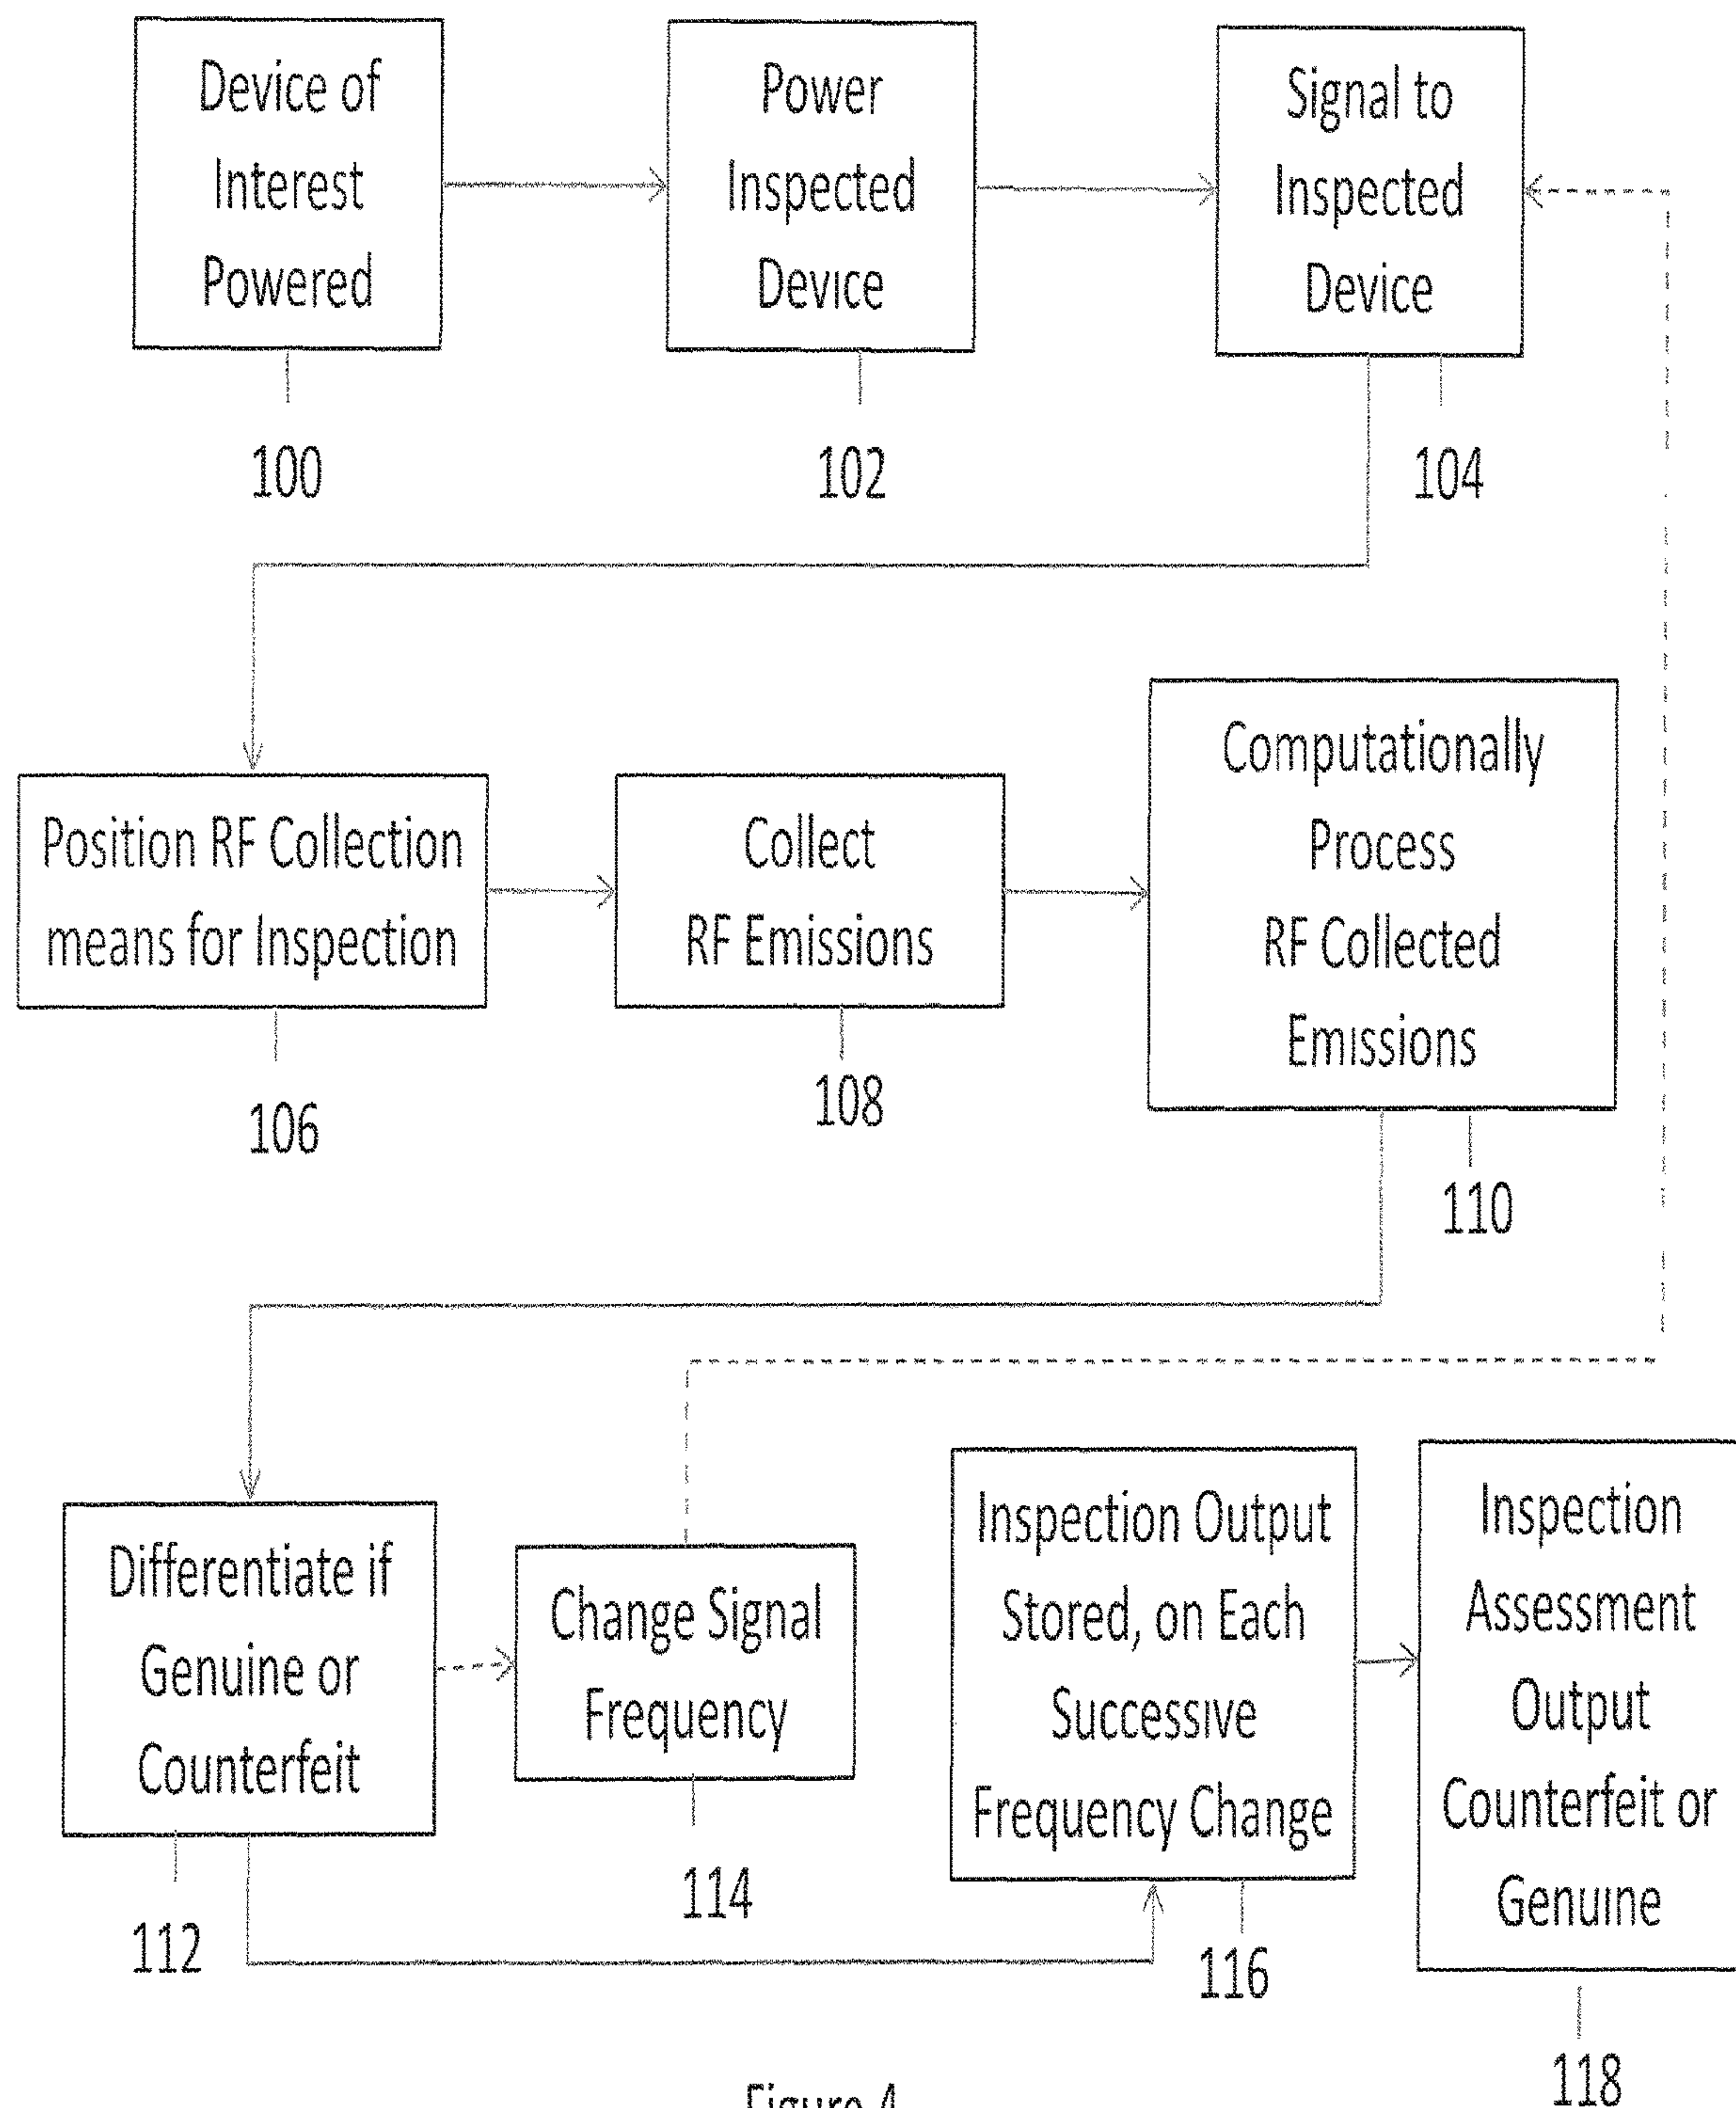 Device of
Interest
Powered
100
Power
Inspected
Device
102
Signal to
Inspected
Device
104
Position RF Collection
means for Inspection
106
Collect
RF Emissions
108
Computationally
Process
RF Collected
Emissions
110
Differentiate if
Genuine or
Counterfeit
112
Change Signal
Frequency
114
Inspection Output
Stored, on Each
Successive
Frequency Change
116
Inspection
Assessment
Output
Counterfeit or
Genuine
118
Figure 4